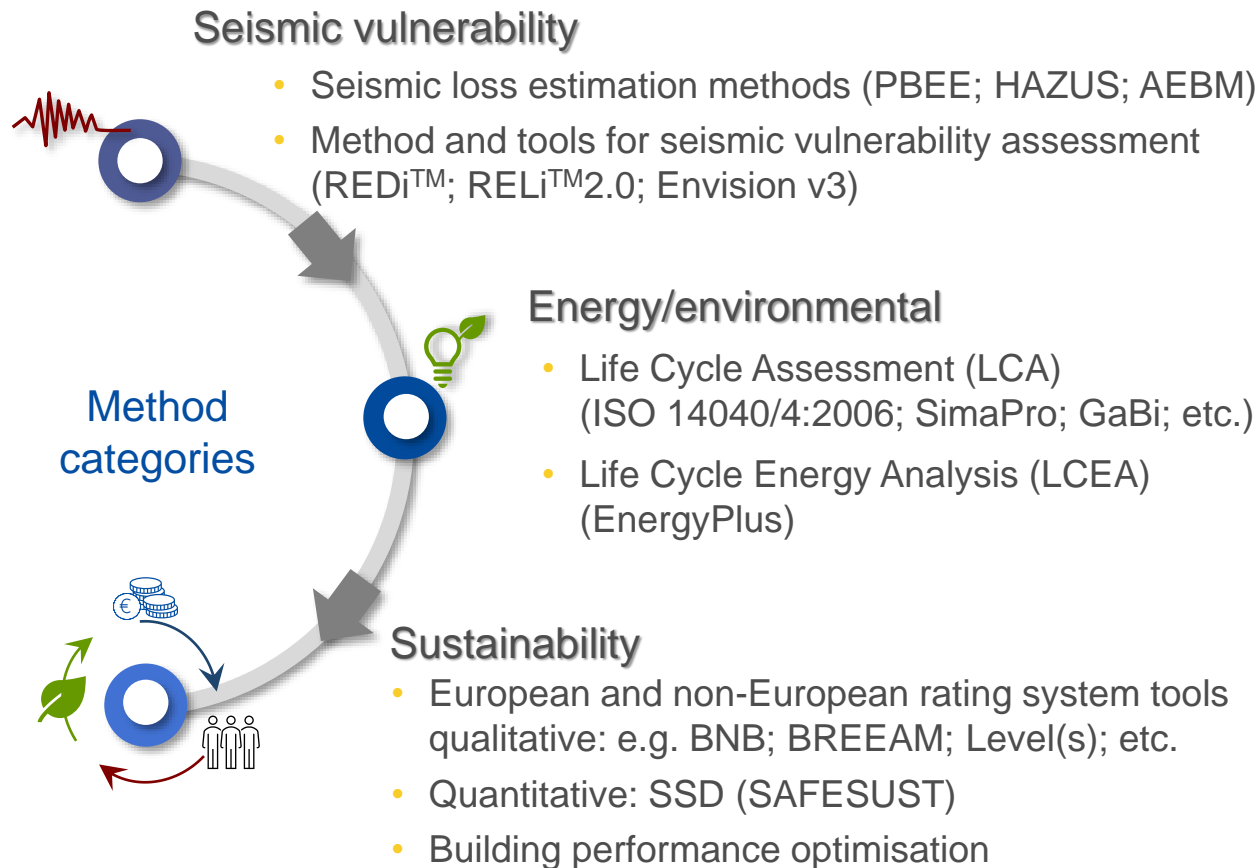 Seismic vulnerability
• Seismic loss estimation methods (PBEE; HAZUS; AEBM)
• Method and tools for seismic vulnerability assessment
(REDi™; RELi™2.0; Envision v3)
Energy/environmental
• Life Cycle Assessment (LCA)
(ISO 14040/4:2006; SimaPro; GaBi; etc.)
• Life Cycle Energy Analysis (LCEA)
(EnergyPlus)
Method
categories
€
Sustainability
• European and non-European rating system tools
qualitative: e.g. BNB; BREEAM; Level(s); etc.
• Quantitative: SSD (SAFESUST)
• Building performance optimisation